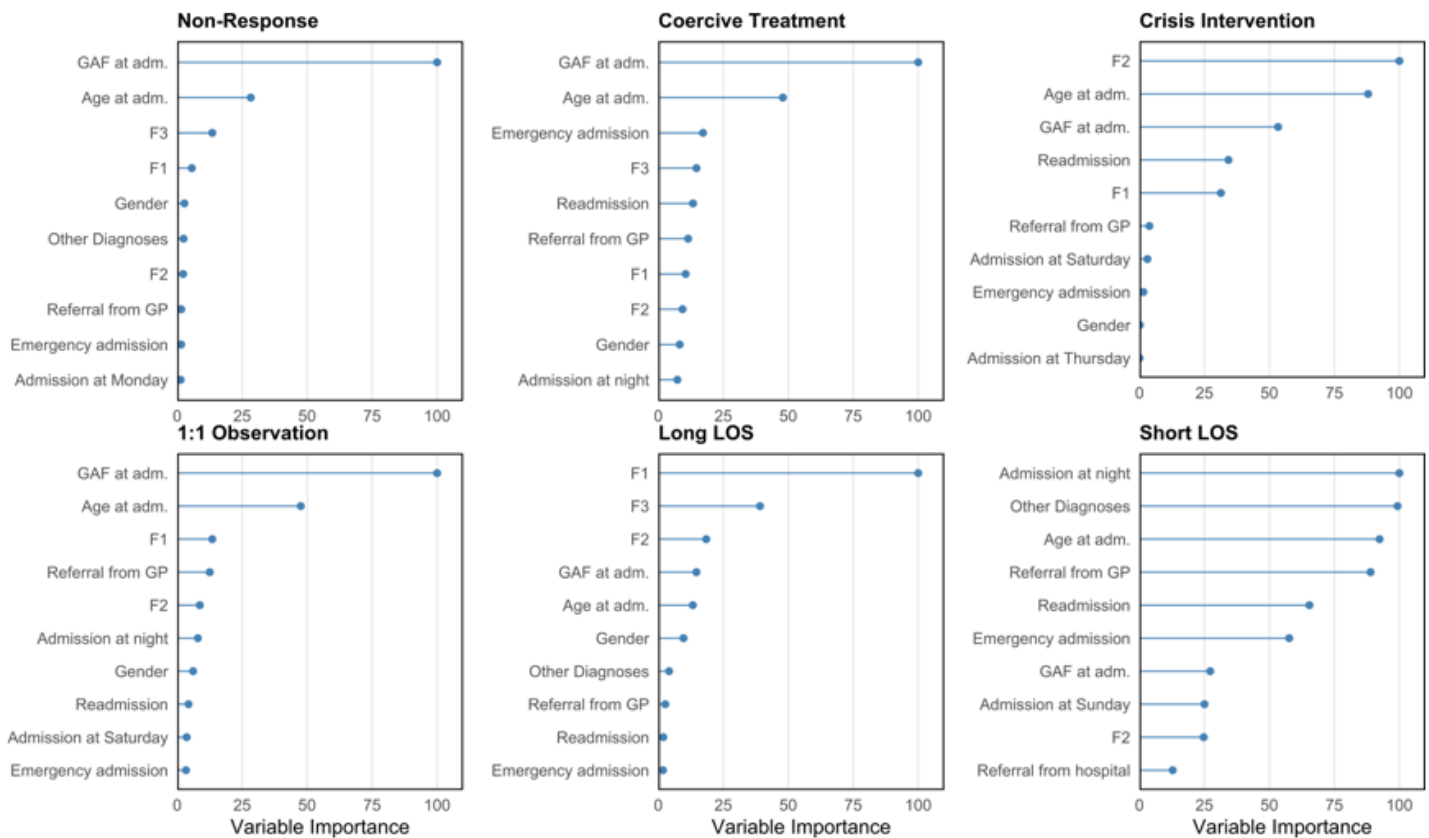 Non-Response
GAF at adm.
Age at adm.
F3
F1
Gender
Other Diagnoses
F2
Referral from GP
Emergency admission
Admission at Monday
0 25 50 75 100
Coercive Treatment
GAF at adm.
Age at adm.
Emergency admission
F3
Readmission
Referral from GP
F1
F2
Gender
Admission at night
0 25 50 75 100
Crisis Intervention
F2
Age at adm.
GAF at adm.
Readmission
F1
Referral from GP
Admission at Saturday
Emergency admission
Gender
Admission at Thursday
0 25 50 75 100
1:1 Observation
GAF at adm.
Age at adm.
F1
Referral from GP
F2
Admission at night
Gender
Readmission
Admission at Saturday
Emergency admission
0 25 50 75 100
Variable Importance
Long LOS
F1
F3
F2
GAF at adm.
Age at adm.
Gender
Other Diagnoses
Referral from GP
Readmission
Emergency admission
0 25 50 75 100
Variable Importance
Short LOS
Admission at night
Other Diagnoses
Age at adm.
Referral from GP
Readmission
Emergency admission
GAF at adm.
Admission at Sunday
F2
Referral from hospital
0 25 50 75 100
Variable Importance